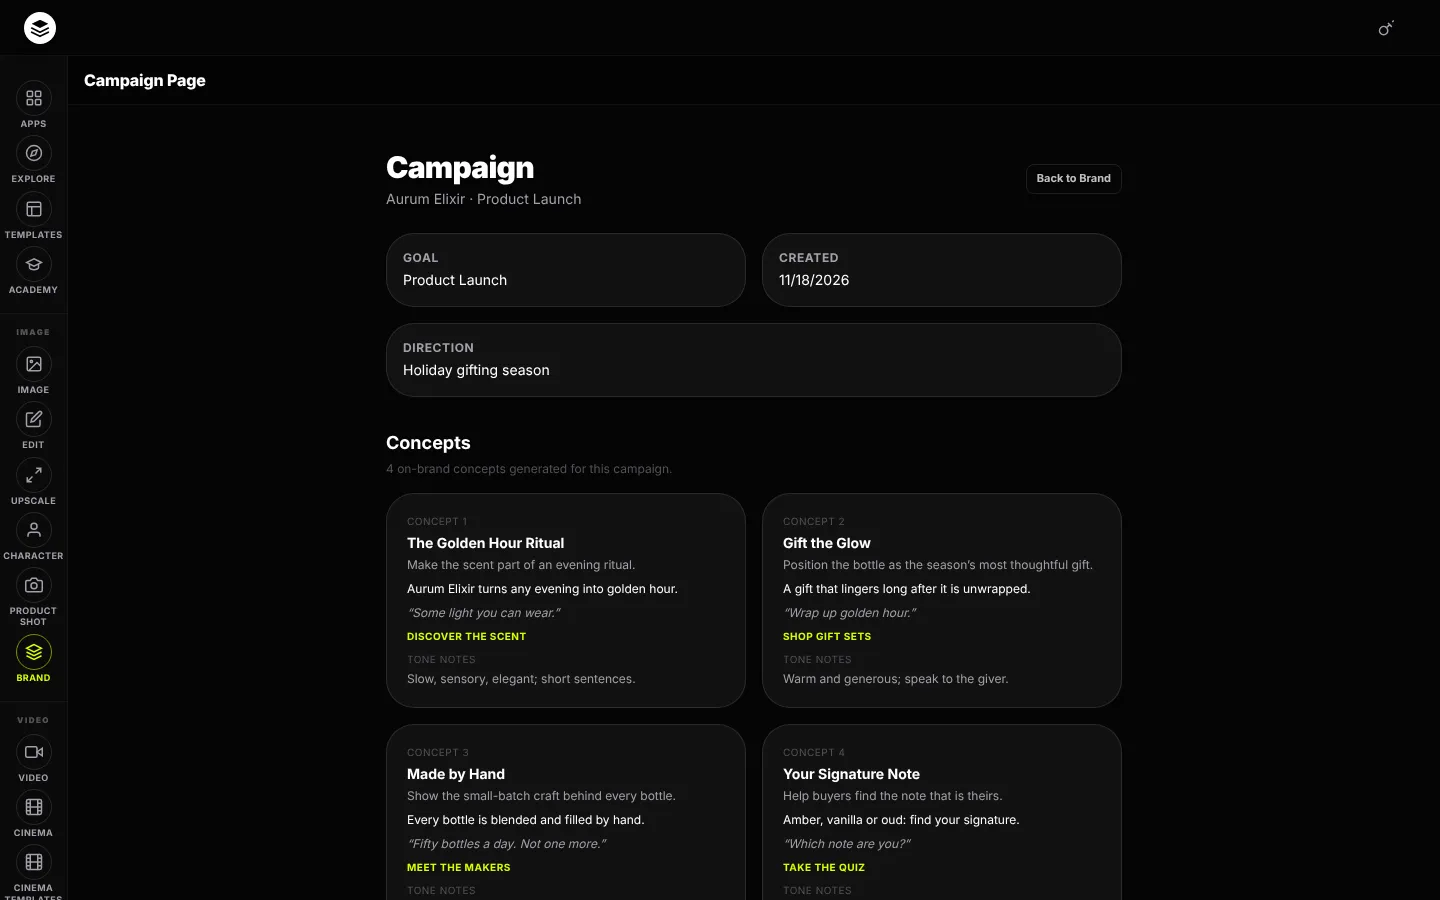 Campaign Page
APPS
EXPLORE
TEMPLATES
ACADEMY
IMAGE
IMAGE
EDIT
UPSCALE
CHARACTER
PRODUCT
SHOT
BRAND
VIDEO
VIDEO
CINEMA
CINEMA
TEMPLATES
Campaign
Aurum Elixir · Product Launch
Back to Brand
GOAL
Product Launch
CREATED
11/18/2026
DIRECTION
Holiday gifting season
Concepts
4 on-brand concepts generated for this campaign.
CONCEPT 1
The Golden Hour Ritual
Make the scent part of an evening ritual.
Aurum Elixir turns any evening into golden hour.
“Some light you can wear.”
DISCOVER THE SCENT
TONE NOTES
Slow, sensory, elegant; short sentences.
CONCEPT 2
Gift the Glow
Position the bottle as the season’s most thoughtful gift.
A gift that lingers long after it is unwrapped.
“Wrap up golden hour.”
SHOP GIFT SETS
TONE NOTES
Warm and generous; speak to the giver.
CONCEPT 3
Made by Hand
Show the small-batch craft behind every bottle.
Every bottle is blended and filled by hand.
“Fifty bottles a day. Not one more.”
MEET THE MAKERS
TONE NOTES
CONCEPT 4
Your Signature Note
Help buyers find the note that is theirs.
Amber, vanilla or oud: find your signature.
“Which note are you?”
TAKE THE QUIZ
TONE NOTES